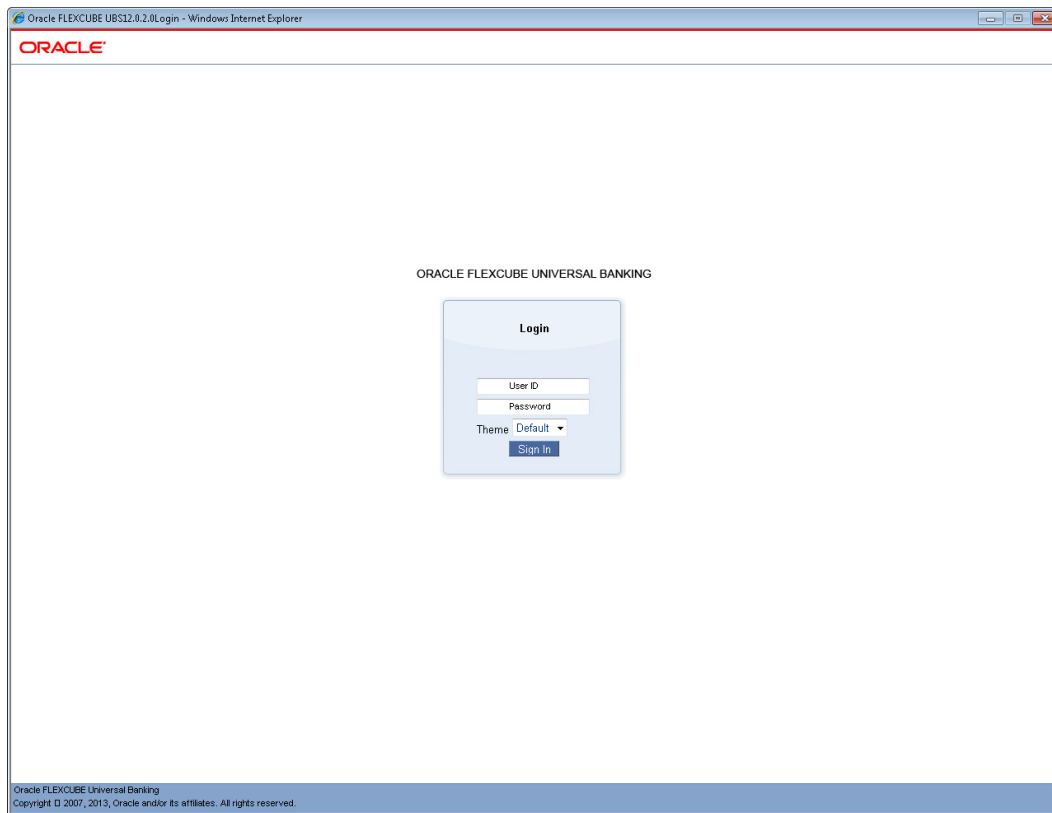 Oracle FLEXCUBE UBS12.0.2.0Login - Windows Internet Explorer
ORACLE
ORACLE FLEXCUBE UNIVERSAL BANKING
Login
User ID
Password
Theme Default
Sign In
Oracle FLEXCUBE Universal Banking
Copyright □ 2007, 2013, Oracle and/or its affiliates. All rights reserved.